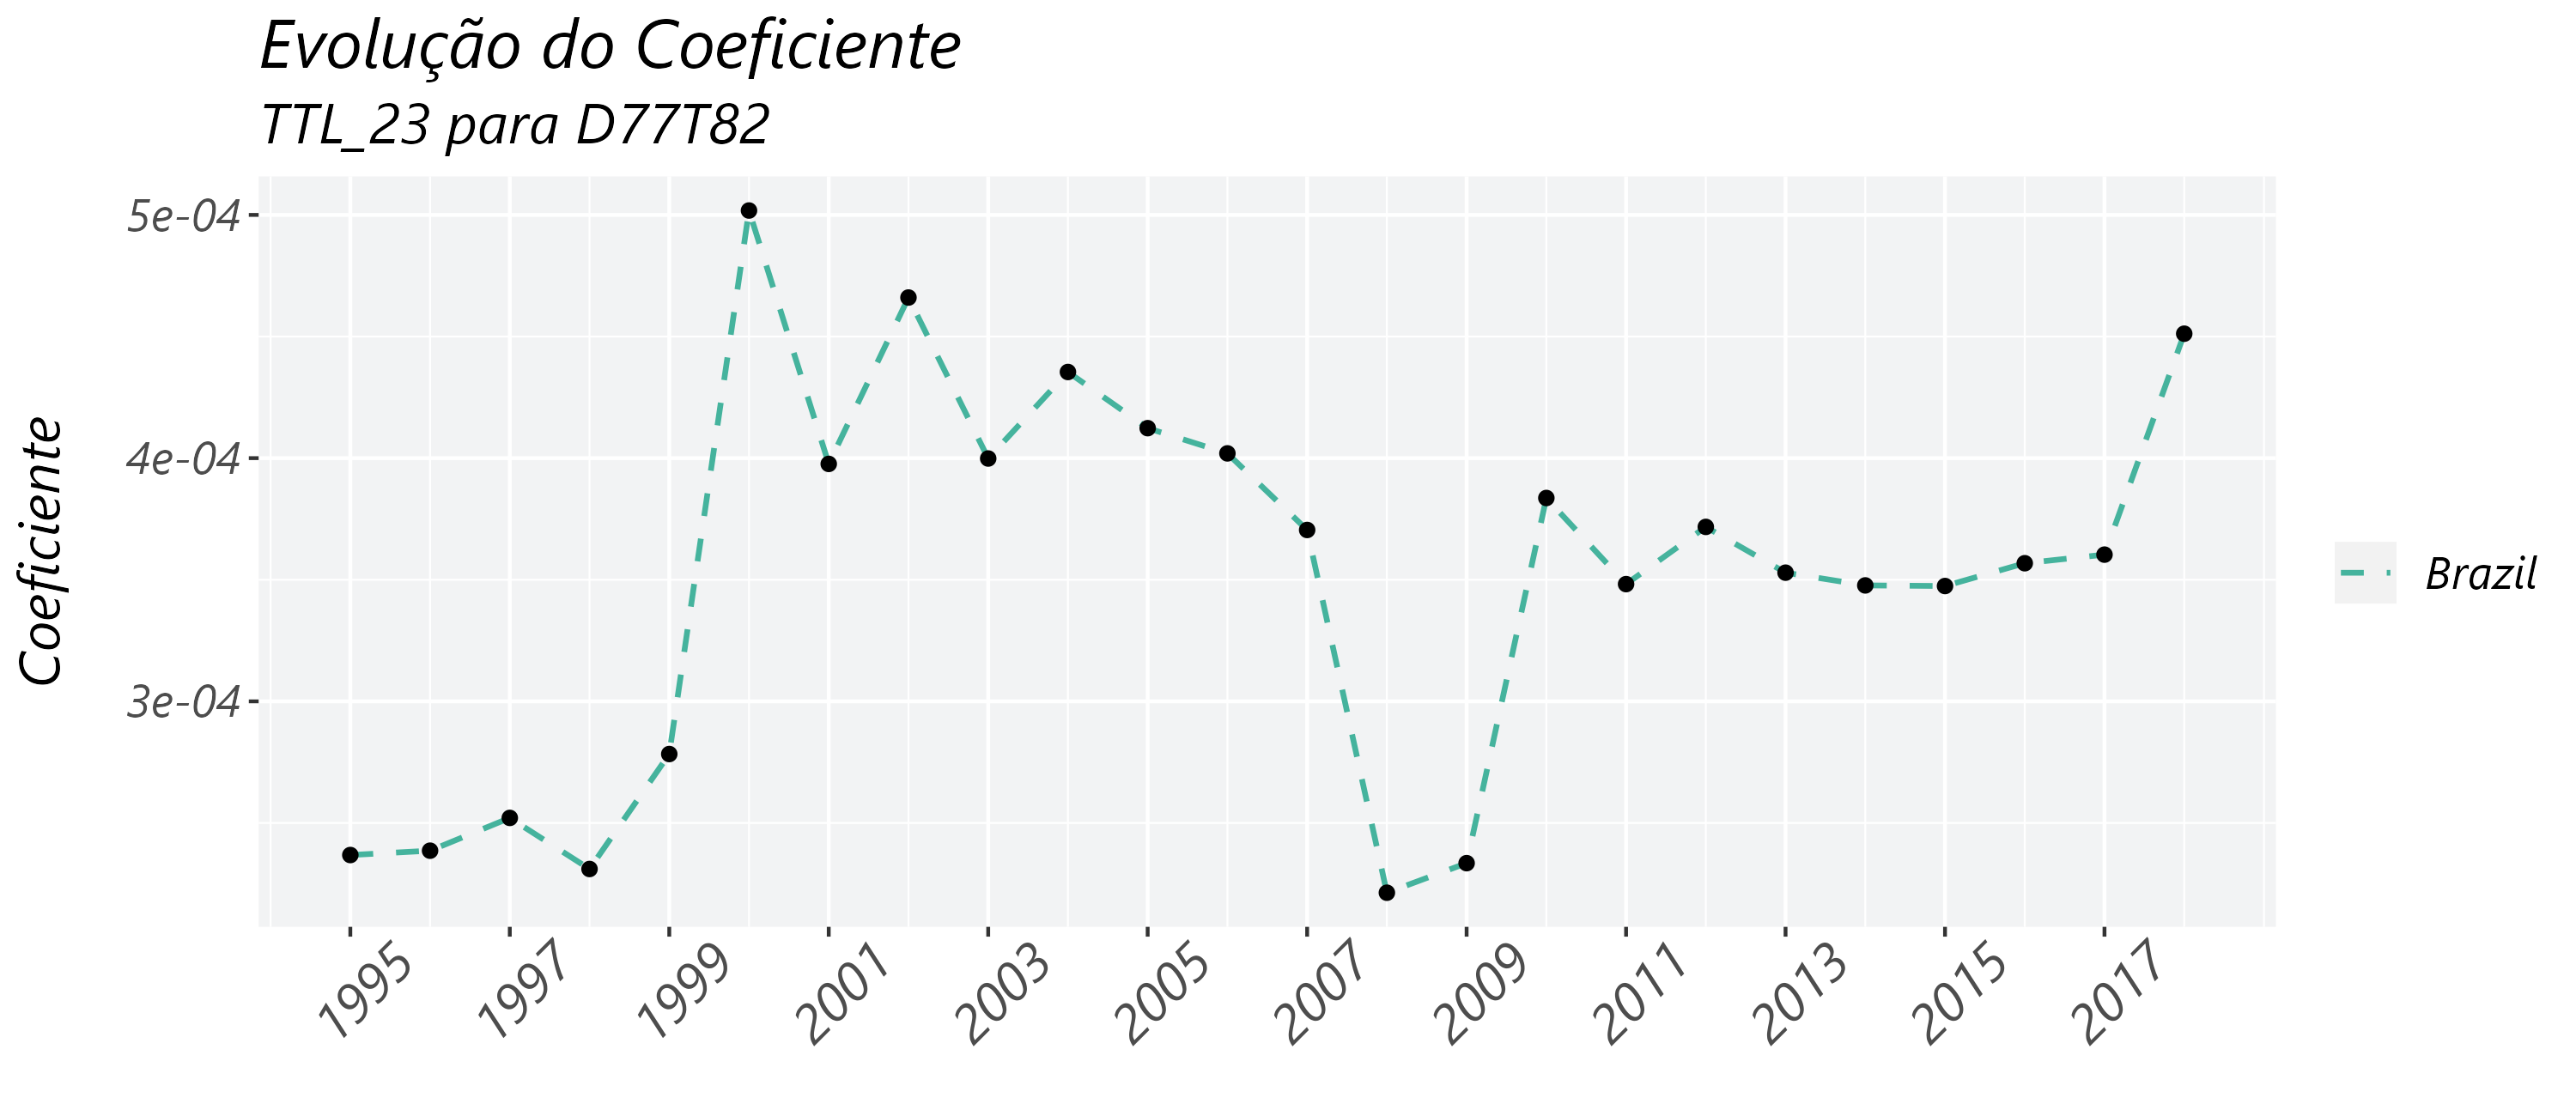 Evolução do Coeficiente
TTL_23 para D77T82
Coeficiente
5e-04
4e-04
3e-04
1995
1997
1999
2001
2003
2005
2007
2009
2011
2013
2015
2017
Brazil